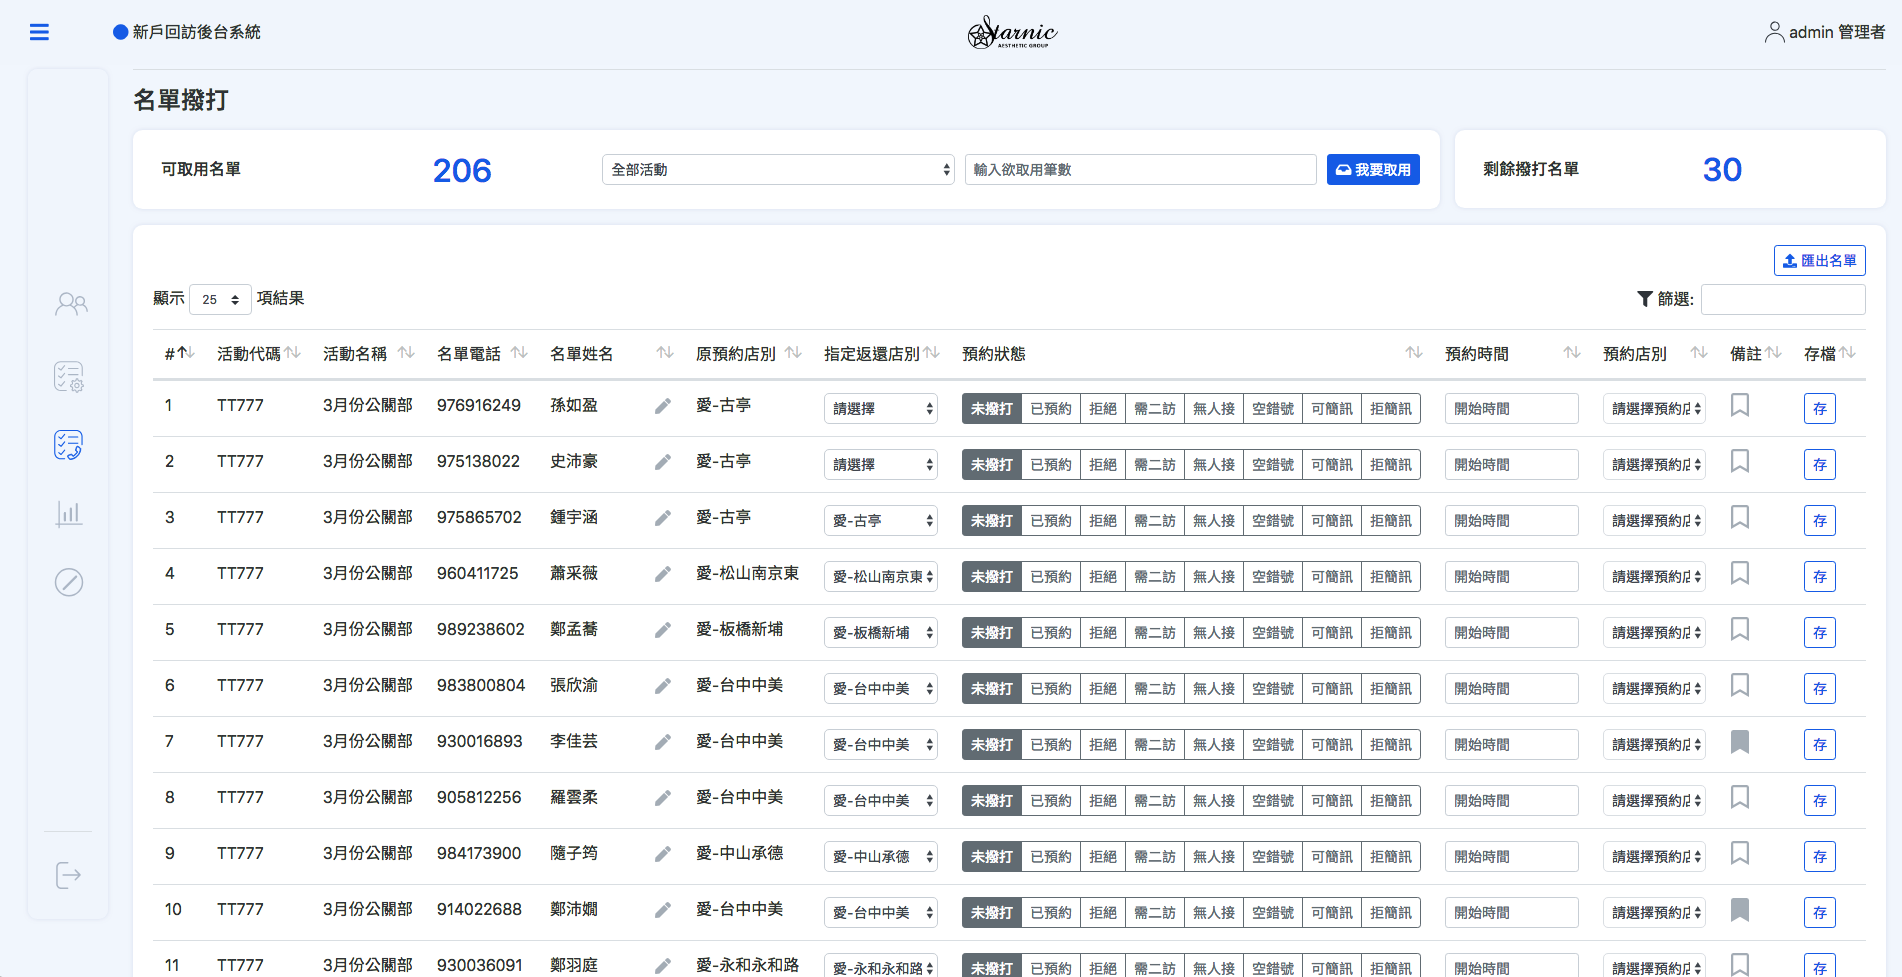 新戶回訪後台系統
Starnic
AESTHETIC GROUP
admin 管理者
名單撥打
可取用名單 206 全部活動 輸入欲取用筆數 我要取用
剩餘撥打名單 30
匯出名單
顯示 25 項結果 篩選:
# 活動代碼 活動名稱 名單電話 名單姓名 原預約店別 指定返還店別 預約狀態 預約時間 預約店別 備註 存檔
1 TT777 3月份公關部 976916249 孫如盈 愛-古亭 請選擇 未撥打 已預約 拒絕 需二訪 無人接 空錯號 可簡訊 拒簡訊 開始時間 請選擇預約店 存
2 TT777 3月份公關部 975138022 史沛豪 愛-古亭 請選擇 未撥打 已預約 拒絕 需二訪 無人接 空錯號 可簡訊 拒簡訊 開始時間 請選擇預約店 存
3 TT777 3月份公關部 975865702 鍾宇涵 愛-古亭 愛-古亭 未撥打 已預約 拒絕 需二訪 無人接 空錯號 可簡訊 拒簡訊 開始時間 請選擇預約店 存
4 TT777 3月份公關部 960411725 蕭采薇 愛-松山南京東 愛-松山南京東 未撥打 已預約 拒絕 需二訪 無人接 空錯號 可簡訊 拒簡訊 開始時間 請選擇預約店 存
5 TT777 3月份公關部 989238602 鄭孟蕎 愛-板橋新埔 愛-板橋新埔 未撥打 已預約 拒絕 需二訪 無人接 空錯號 可簡訊 拒簡訊 開始時間 請選擇預約店 存
6 TT777 3月份公關部 983800804 張欣渝 愛-台中中美 愛-台中中美 未撥打 已預約 拒絕 需二訪 無人接 空錯號 可簡訊 拒簡訊 開始時間 請選擇預約店 存
7 TT777 3月份公關部 930016893 李佳芸 愛-台中中美 愛-台中中美 未撥打 已預約 拒絕 需二訪 無人接 空錯號 可簡訊 拒簡訊 開始時間 請選擇預約店 存
8 TT777 3月份公關部 905812256 羅雲柔 愛-台中中美 愛-台中中美 未撥打 已預約 拒絕 需二訪 無人接 空錯號 可簡訊 拒簡訊 開始時間 請選擇預約店 存
9 TT777 3月份公關部 984173900 隨子筠 愛-中山承德 愛-中山承德 未撥打 已預約 拒絕 需二訪 無人接 空錯號 可簡訊 拒簡訊 開始時間 請選擇預約店 存
10 TT777 3月份公關部 914022688 鄭沛嫺 愛-台中中美 愛-台中中美 未撥打 已預約 拒絕 需二訪 無人接 空錯號 可簡訊 拒簡訊 開始時間 請選擇預約店 存
11 TT777 3月份公關部 930036091 鄭羽庭 愛-永和永和路 愛-永和永和路 未撥打 已預約 拒絕 需二訪 無人接 空錯號 可簡訊 拒簡訊 開始時間 請選擇預約店 存